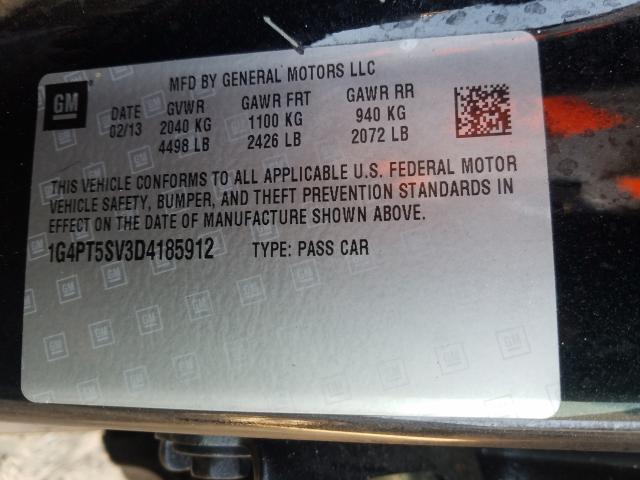 GM
MFD BY GENERAL MOTORS LLC
DATE GVWR GAWR FRT GAWR RR
02/13 2040 KG 1100 KG 940 KG
4498 LB 2426 LB 2072 LB
THIS VEHICLE CONFORMS TO ALL APPLICABLE U.S. FEDERAL MOTOR
VEHICLE SAFETY, BUMPER, AND THEFT PREVENTION STANDARDS IN
EFFECT ON THE DATE OF MANUFACTURE SHOWN ABOVE.
1G4PT5SV3D4185912 TYPE: PASS CAR